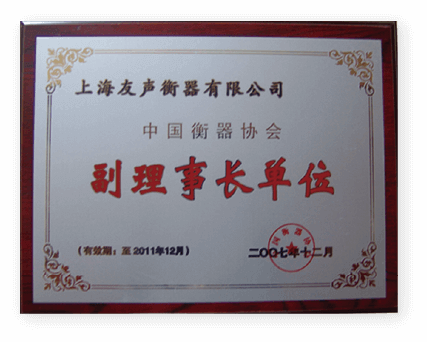 上海友声衡器有限公司
中国衡器协会
副理事长单位
(有效期：至2011年12月)
二〇〇七年十二月